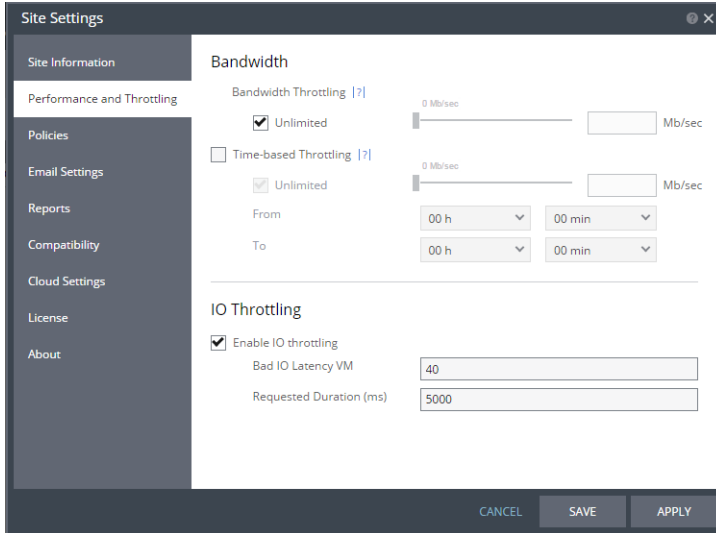 Site Settings
Site Information
Performance and Throttling
Policies
Email Settings
Reports
Compatibility
Cloud Settings
License
About
Bandwidth
Bandwidth Throttling |?|
0 Mb/sec
Unlimited
Mb/sec
Time-based Throttling |?|
0 Mb/sec
Unlimited
Mb/sec
From
00 h
00 min
To
00 h
00 min
IO Throttling
Enable IO throttling
Bad IO Latency VM
40
Requested Duration (ms)
5000
CANCEL
SAVE
APPLY